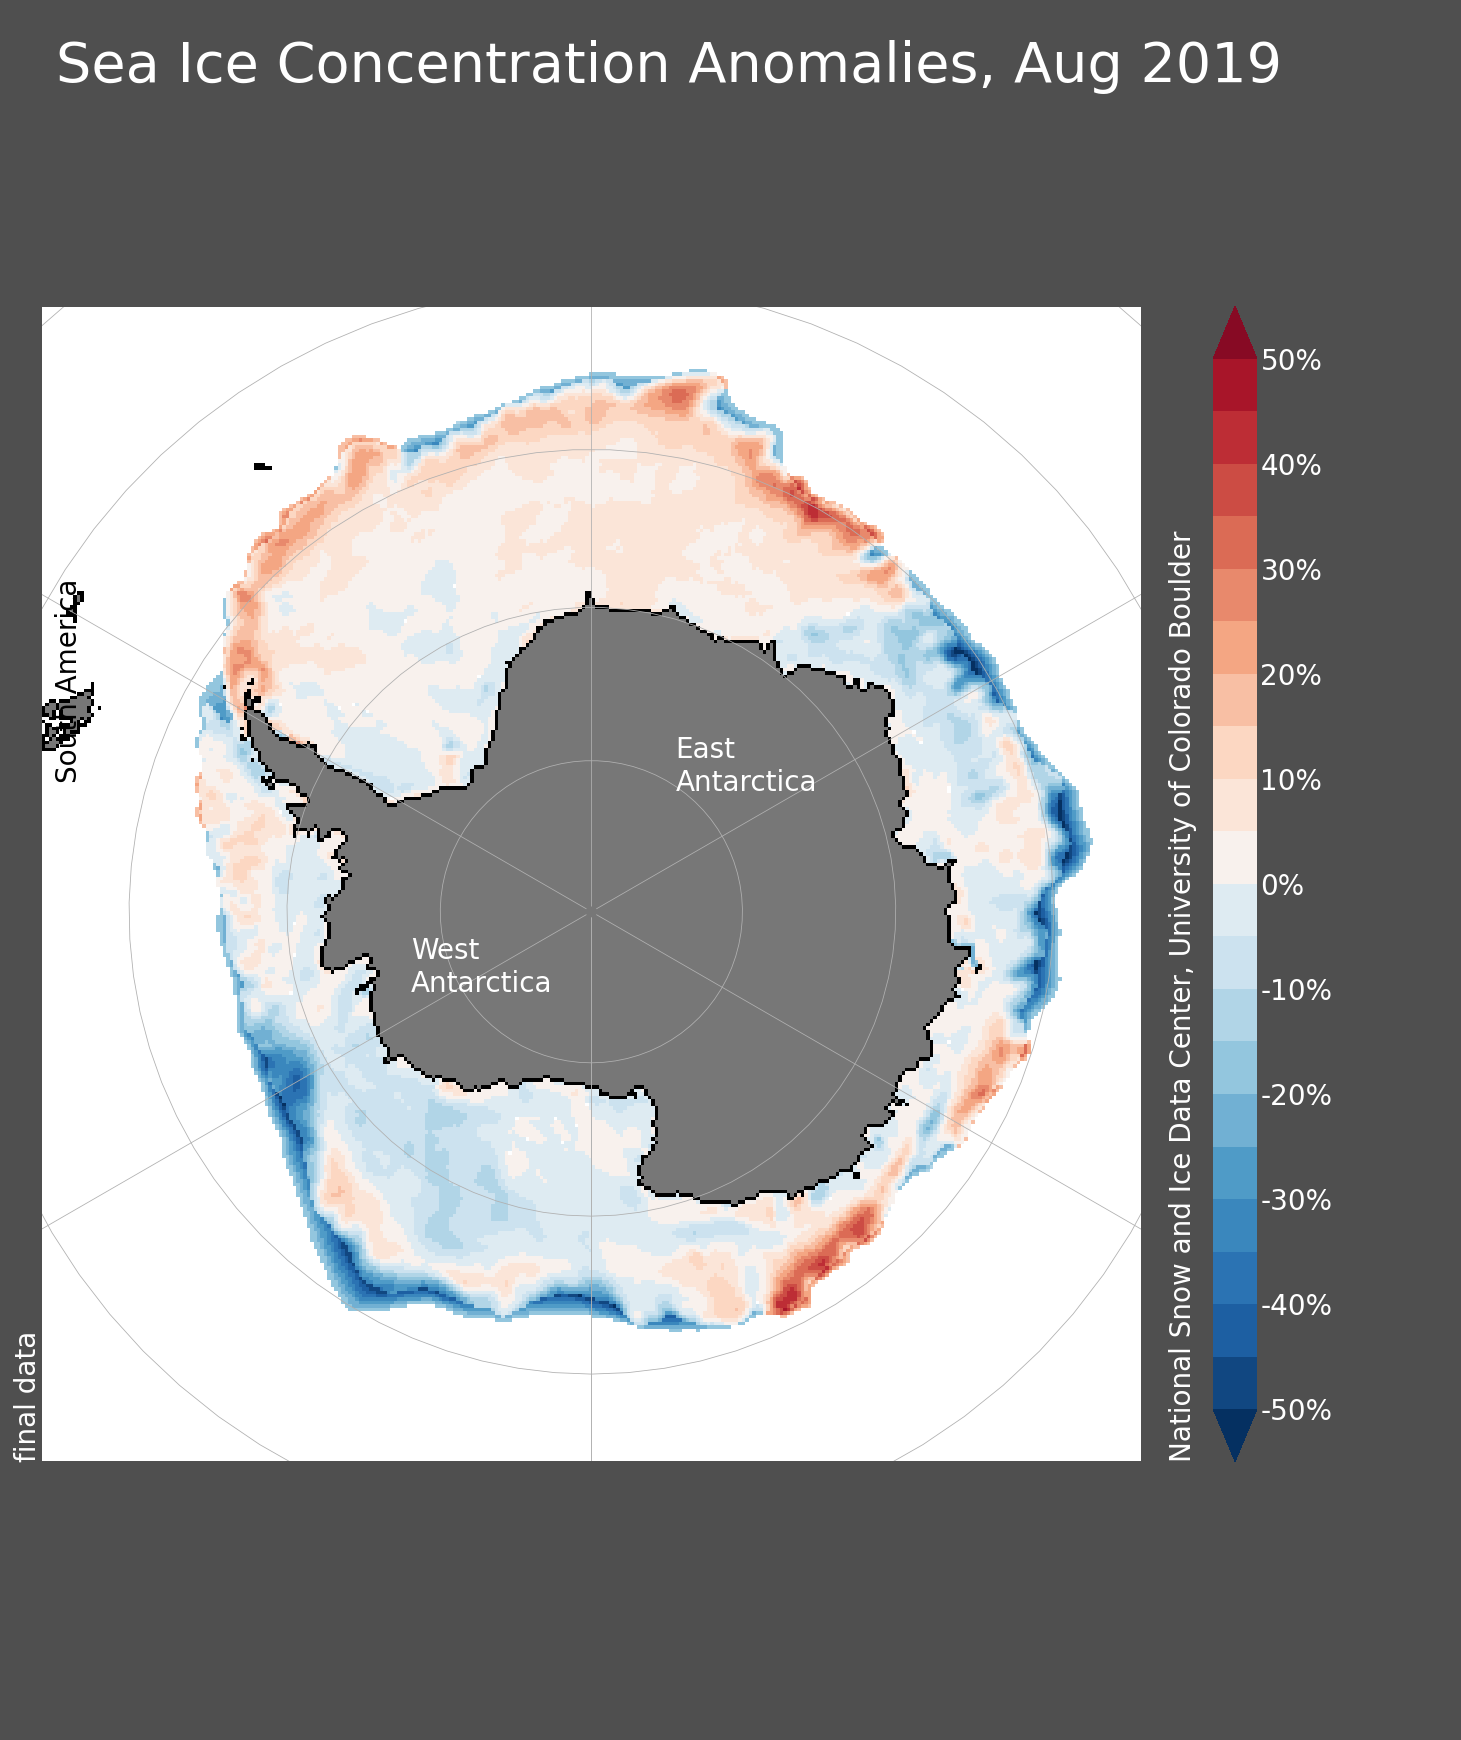 Sea Ice Concentration Anomalies, Aug 2019
South America
East
Antarctica
West
Antarctica
final data
National Snow and Ice Data Center, University of Colorado Boulder
50%
40%
30%
20%
10%
0%
-10%
-20%
-30%
-40%
-50%